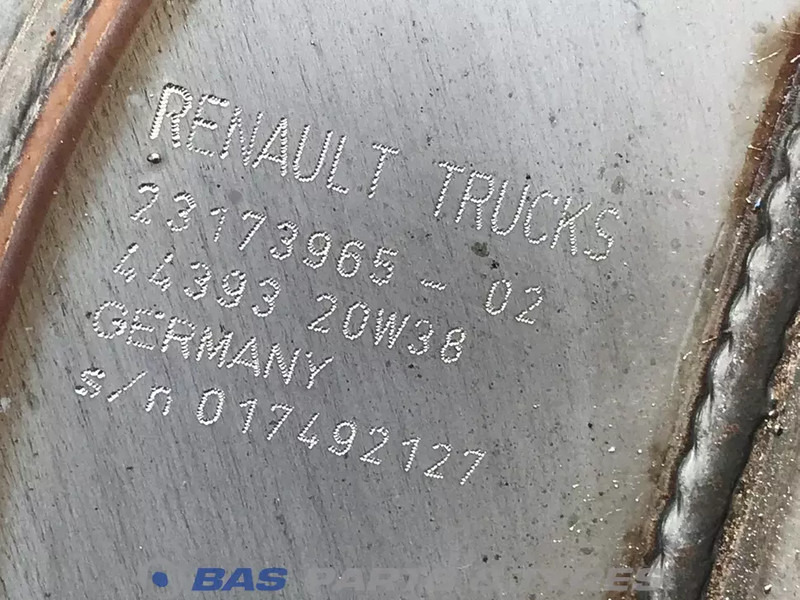 RENAULT TRUCKS
23173965 - 02
44393 20W38
GERMANY
s/n 017492127
BAS